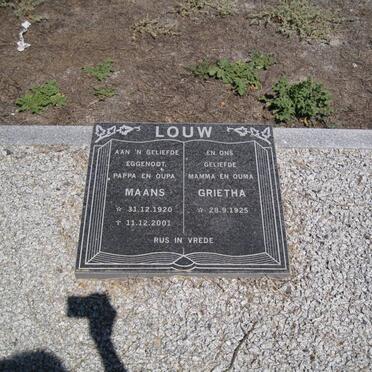 LOUW
AAN 'N GELIEFDE
EGGENOOT,
PAPPA EN OUPA
MAANS
☆ 31.12.1920
† 11.12.2001
EN ONS
GELIEFDE
MAMMA EN OUMA
GRIETHA
☆ 28.9.1925
RUS IN VREDE